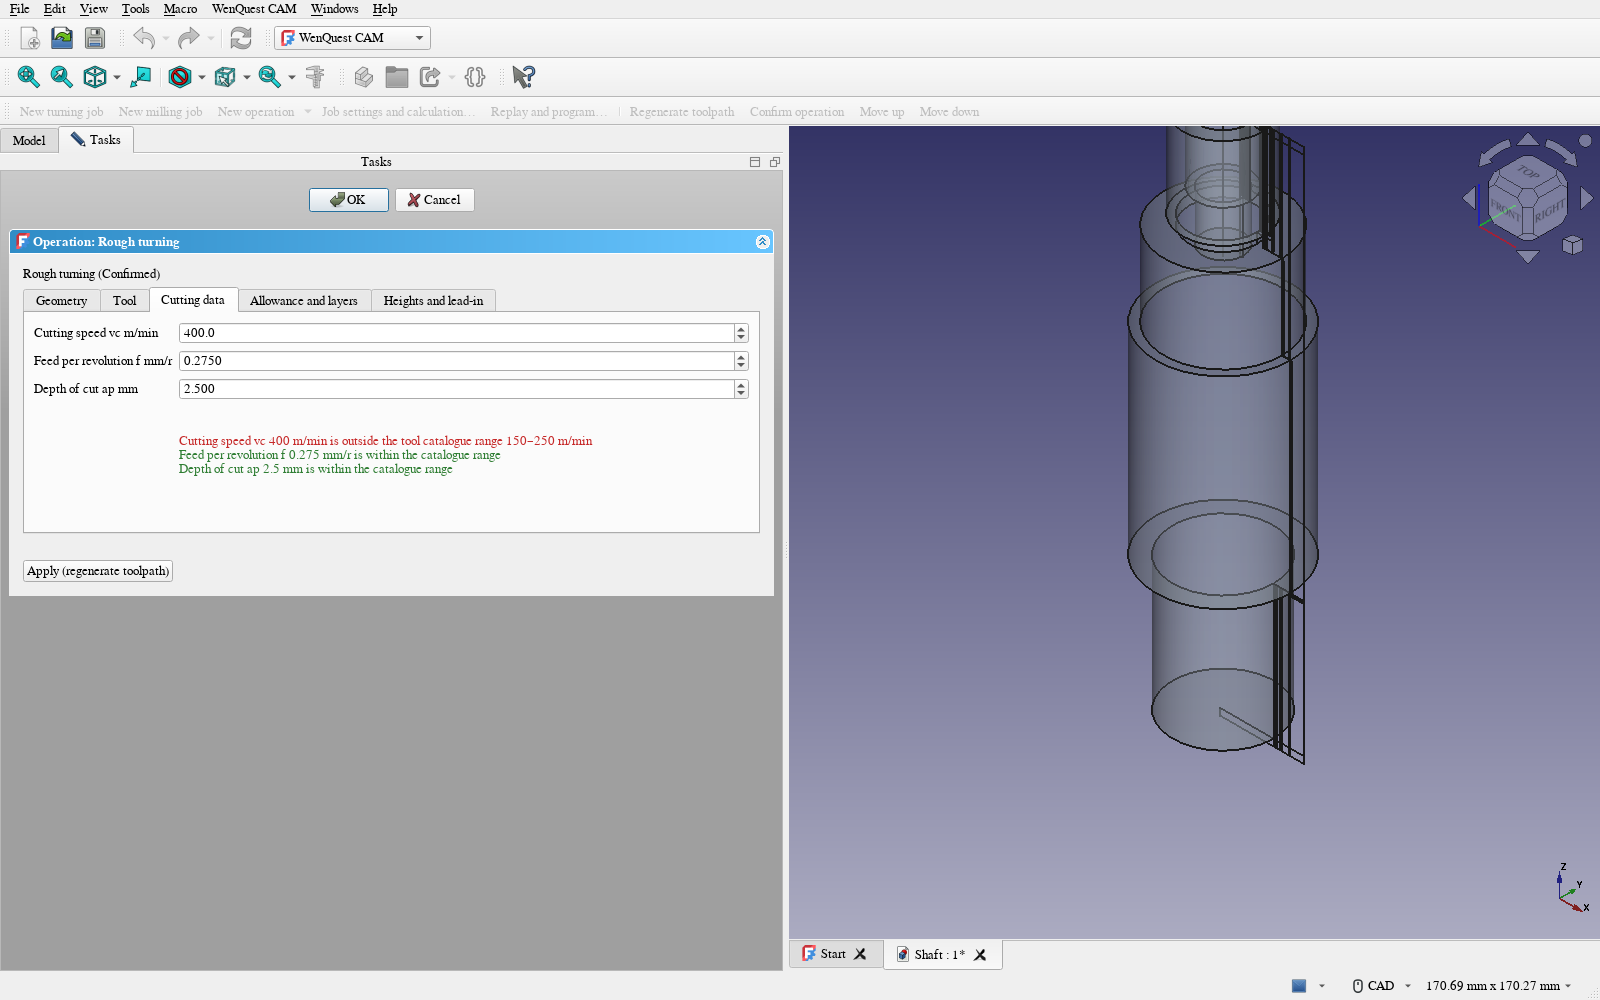 File Edit View Tools Macro WenQuest CAM Windows Help
WenQuest CAM
New turning job New milling job New operation Job settings and calculation... Replay and program... Regenerate toolpath Confirm operation Move up Move down
Model Tasks
Tasks
OK Cancel
Operation: Rough turning
Rough turning (Confirmed)
Geometry Tool Cutting data Allowance and layers Heights and lead-in
Cutting speed vc m/min 400.0
Feed per revolution f mm/r 0.2750
Depth of cut ap mm 2.500
Cutting speed vc 400 m/min is outside the tool catalogue range 150–250 m/min
Feed per revolution f 0.275 mm/r is within the catalogue range
Depth of cut ap 2.5 mm is within the catalogue range
Apply (regenerate toolpath)
TOP
FRONT RIGHT
Z
Y
X
Start Shaft : 1*
CAD 170.69 mm x 170.27 mm